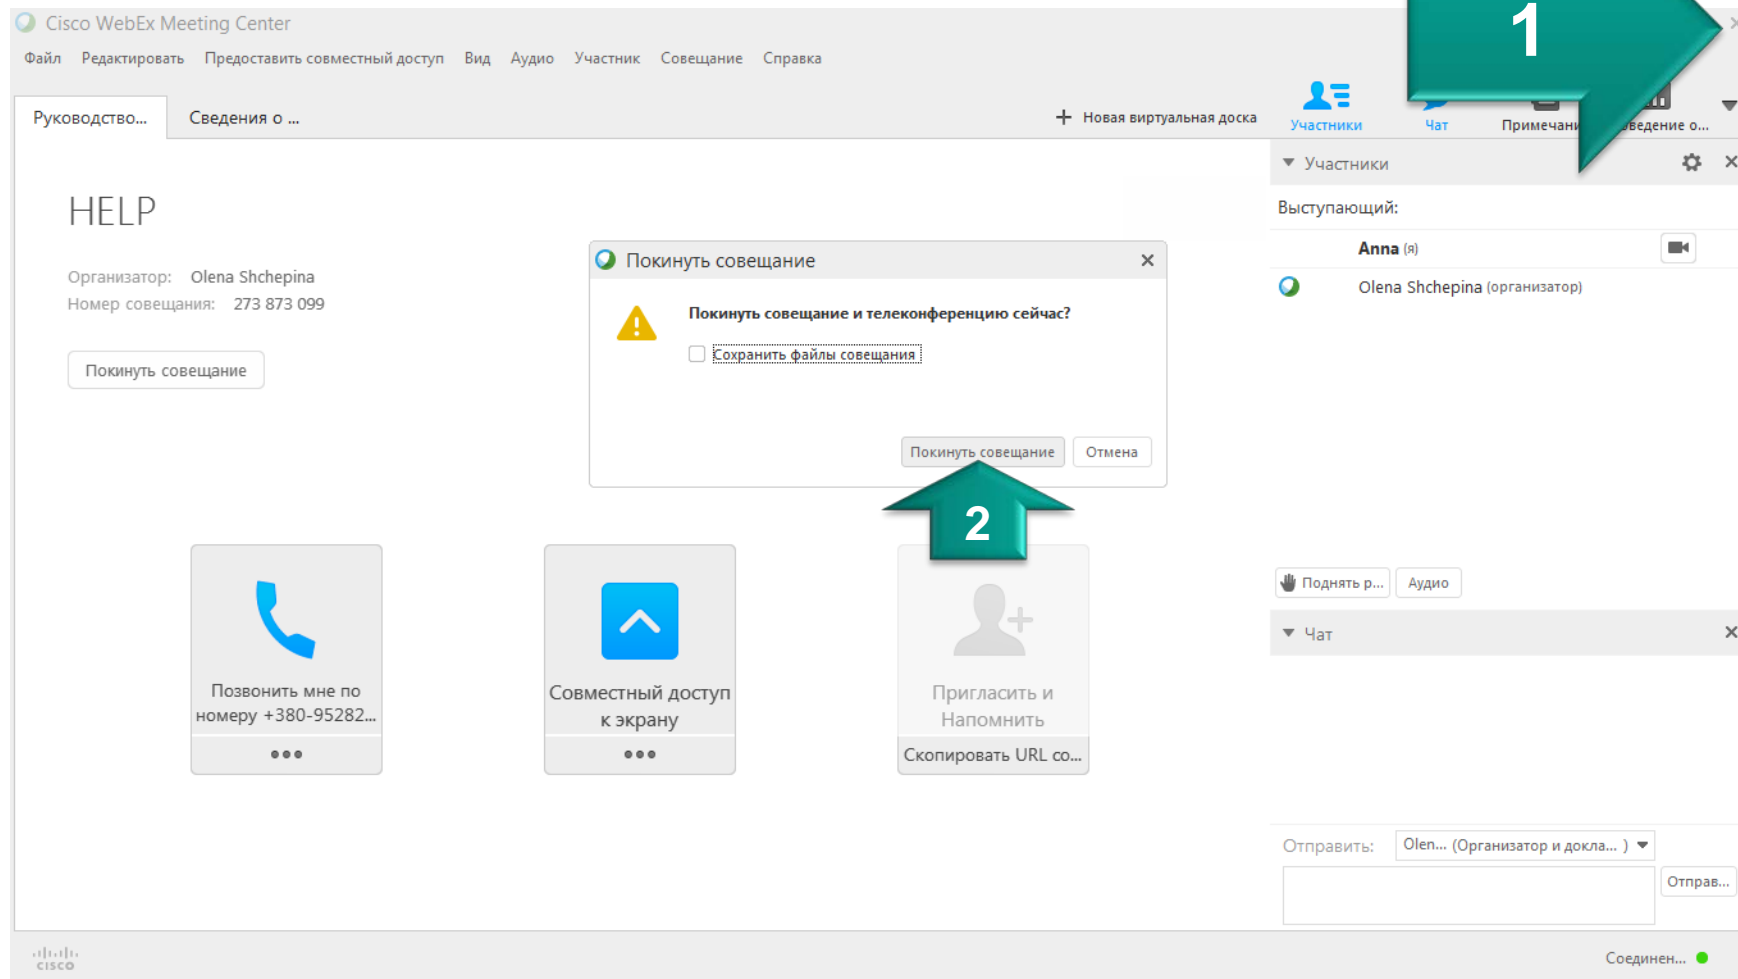 Cisco WebEx Meeting Center
1
Файл Редактировать Предоставить совместный доступ Вид Аудио Участник Совещание Справка
Руководство... Сведения о ... + Новая виртуальная доска Участники Чат
Участники
HELP
Выступающий:
Anna (я)
Организатор: Olena Shchepina
Номер совещания: 273 873 099
Olena Shchepina (организатор)
Покинуть совещание
Покинуть совещание
Покинуть совещание и телеконференцию сейчас?
Сохранить файлы совещания
Покинуть совещание Отмена
2
Позвонить мне по
номеру +380-95282...
Совместный доступ
к экрану
Пригласить и
Напомнить
Скопировать URL со...
Поднять р... Аудио
Чат
Отправить: Olen... (Организатор и докла... )
Отправ...
cisco
Соединен...